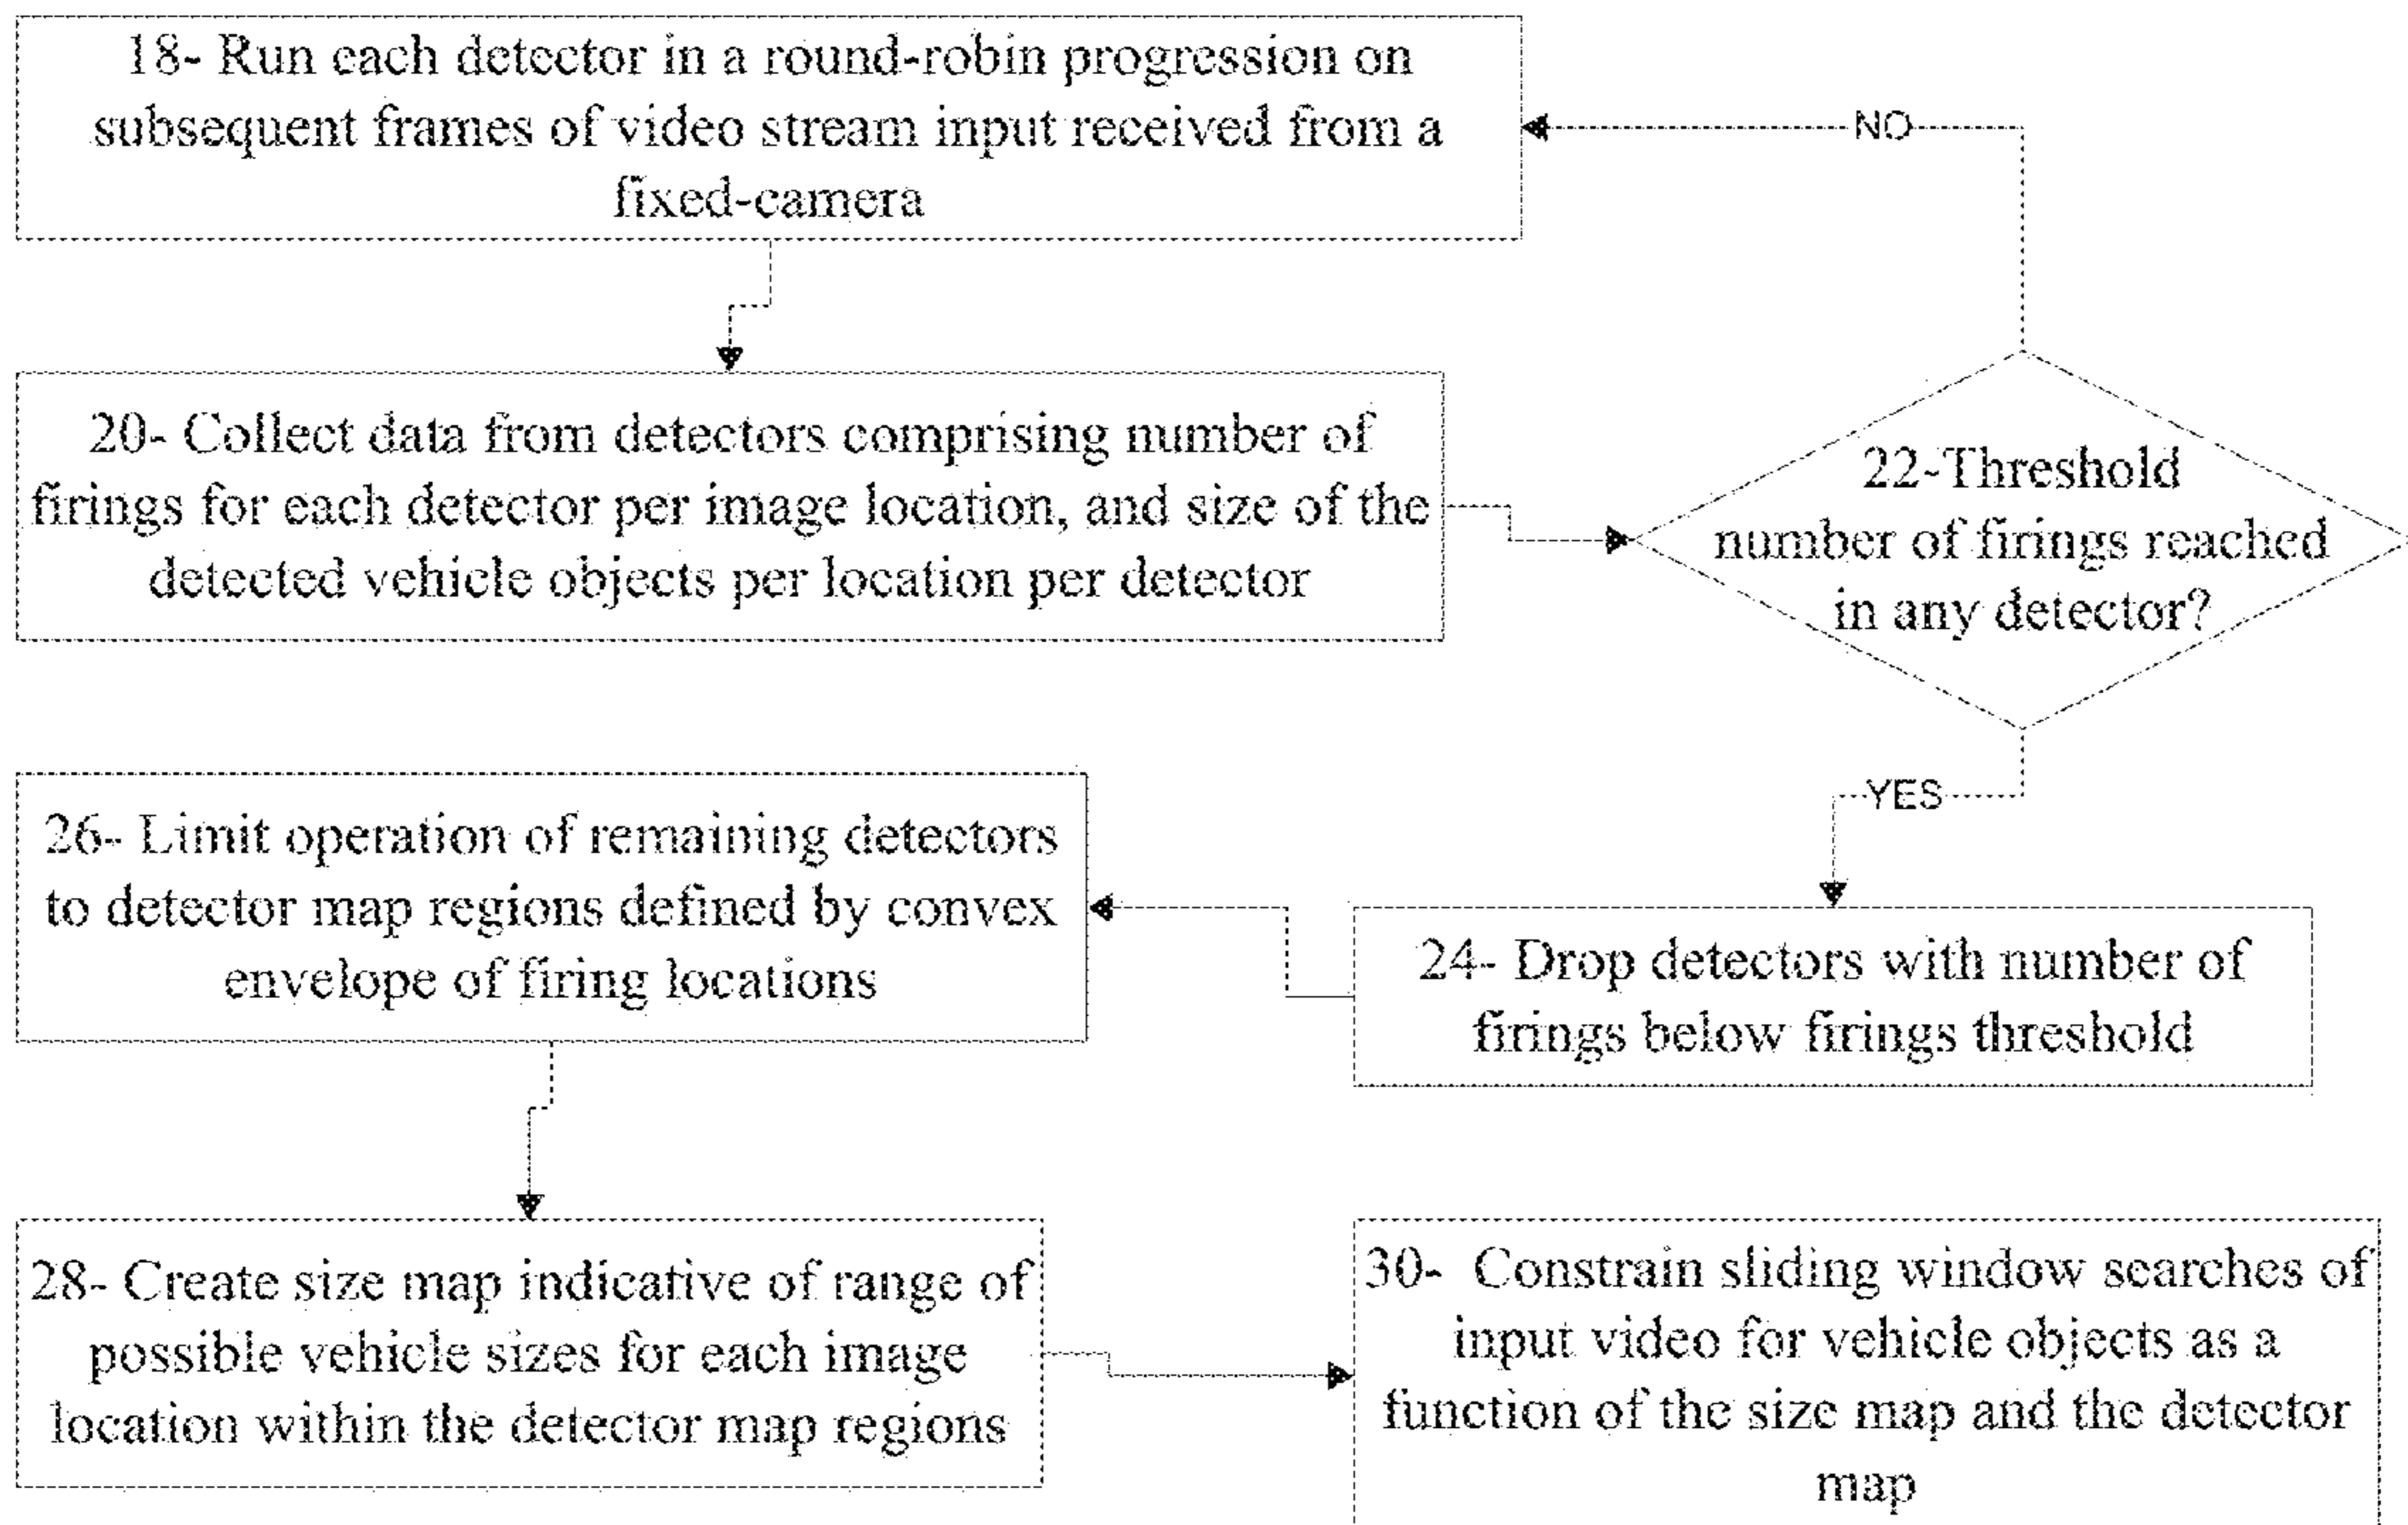 18- Run each detector in a round-robin progression on
subsequent frames of video stream input received from a
fixed-camera
NO
20- Collect data from detectors comprising number of
firings for each detector per image location, and size of the
detected vehicle objects per location per detector
22-Threshold
number of firings reached
in any detector?
YES
24- Drop detectors with number of
firings below firings threshold
26- Limit operation of remaining detectors
to detector map regions defined by convex
envelope of firing locations
28- Create size map indicative of range of
possible vehicle sizes for each image
location within the detector map regions
30- Constrain sliding window searches of
input video for vehicle objects as a
function of the size map and the detector
map